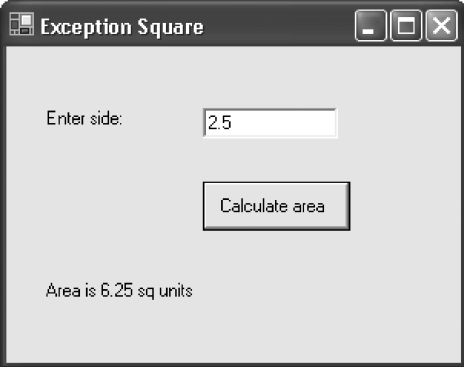 Exception Square
Enter side:
2.5
Calculate area
Area is 6.25 sq units